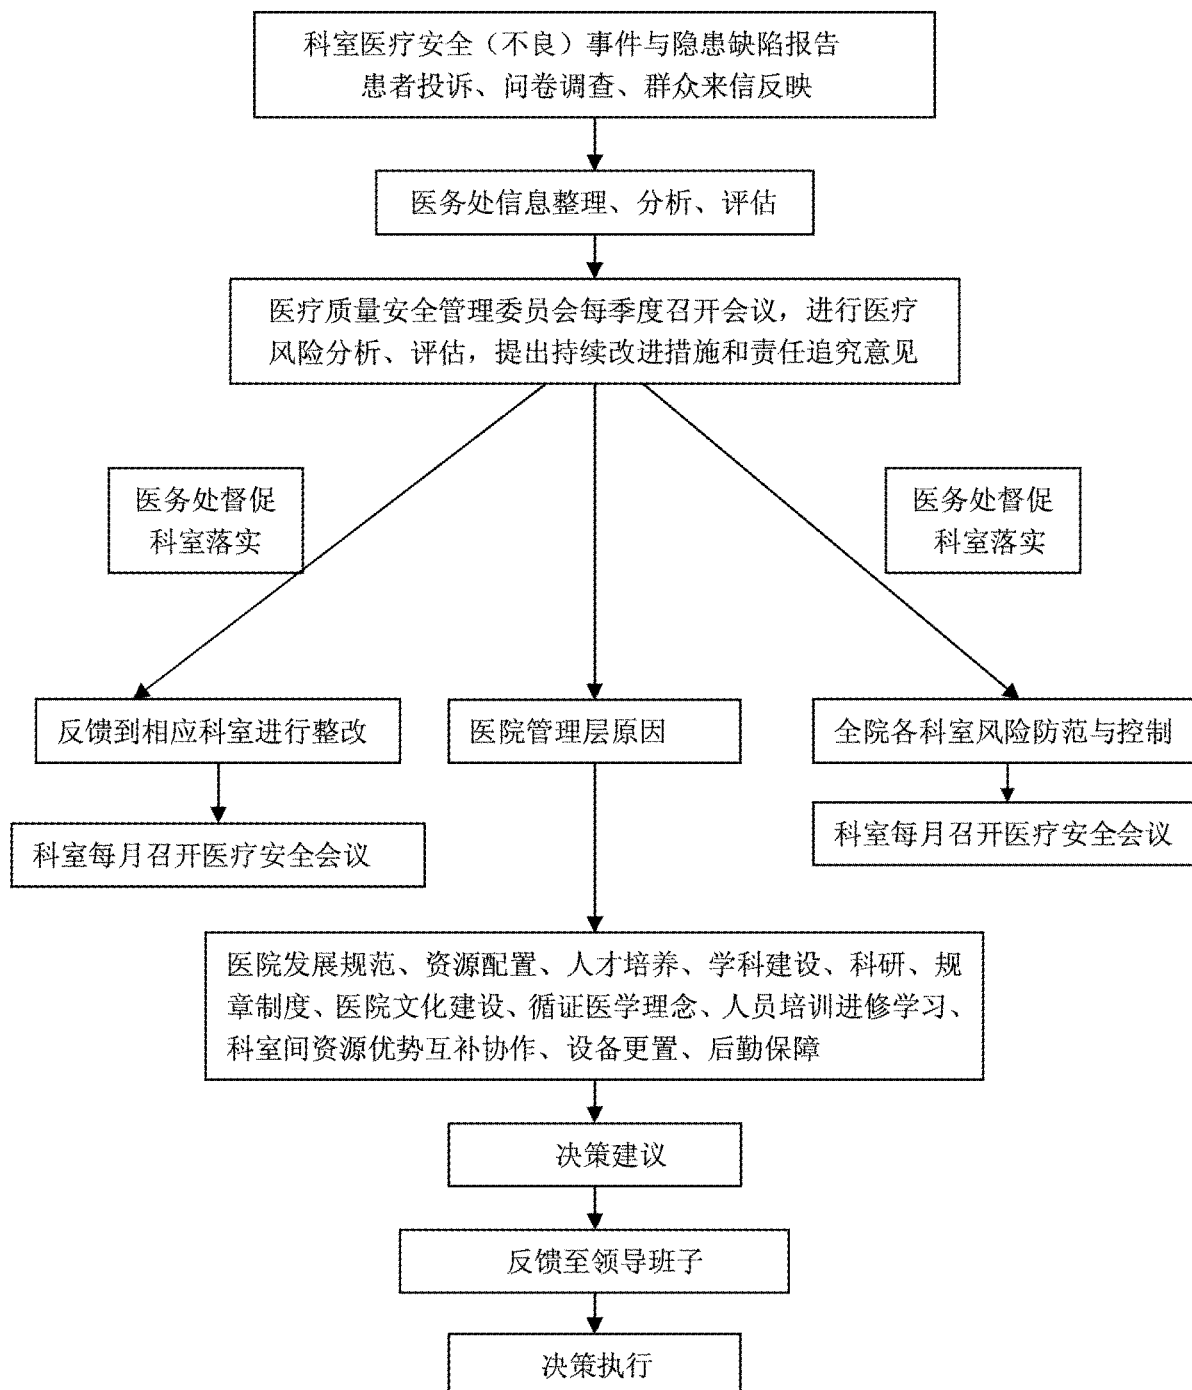 科室医疗安全（不良）事件与隐患缺陷报告
患者投诉、问卷调查、群众来信反映
医务处信息整理、分析、评估
医疗质量安全管理委员会每季度召开会议，进行医疗
风险分析、评估，提出持续改进措施和责任追究意见
医务处督促
科室落实
医务处督促
科室落实
反馈到相应科室进行整改
医院管理层原因
全院各科室风险防范与控制
科室每月召开医疗安全会议
科室每月召开医疗安全会议
医院发展规范、资源配置、人才培养、学科建设、科研、规
章制度、医院文化建设、循证医学理念、人员培训进修学习、
科室间资源优势互补协作、设备更置、后勤保障
决策建议
反馈至领导班子
决策执行